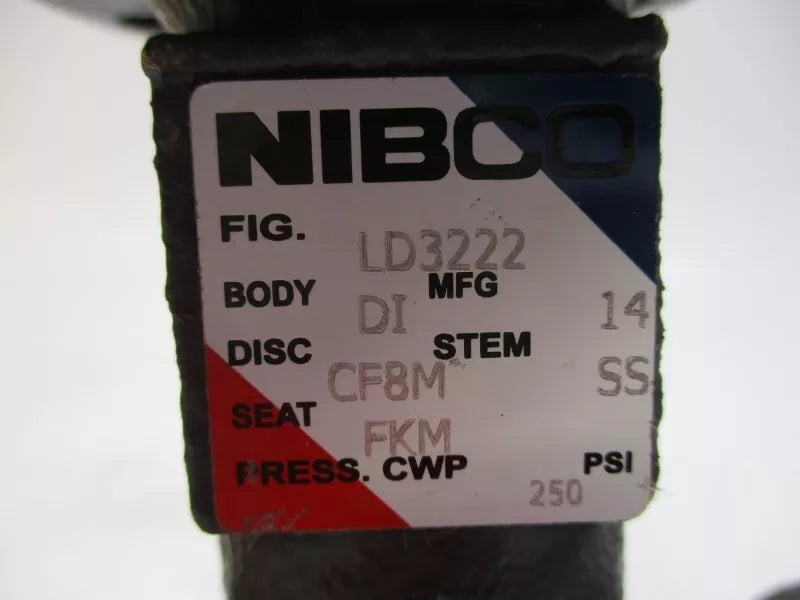 NIBCO
FIG. LD3222
BODY DI MFG 14
DISC CF8M STEM SS
SEAT FKM
PRESS. CWP 250 PSI